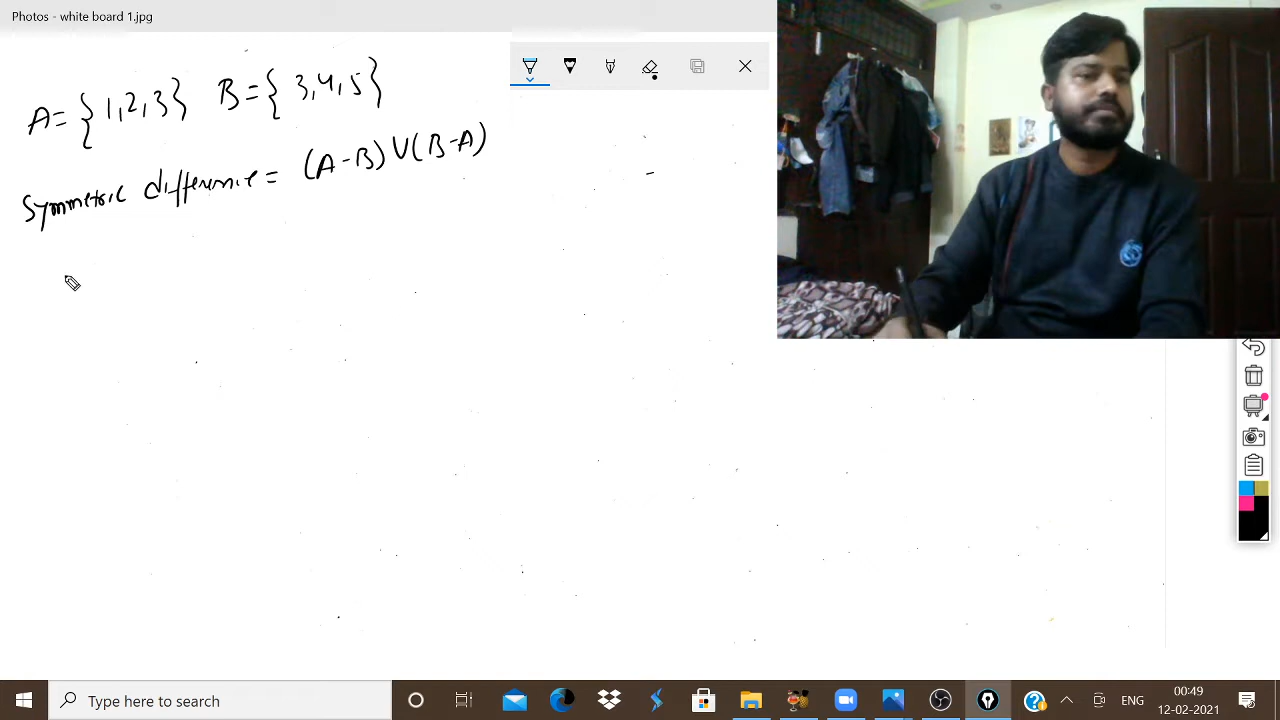 Photos - white board 1.jpg
A = { 1,2,3 } B = { 3,4,5 }
Symmetric difference = (A-B) U (B-A)
Type here to search
ENG
00:49
12-02-2021